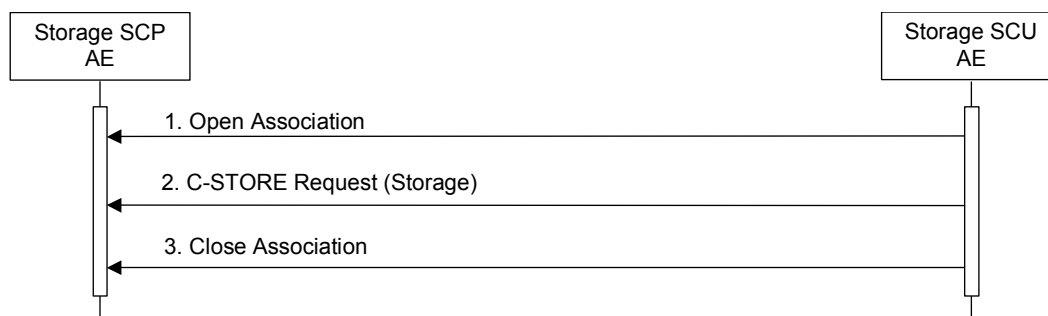 Storage SCP
AE
Storage SCU
AE
1. Open Association
2. C-STORE Request (Storage)
3. Close Association